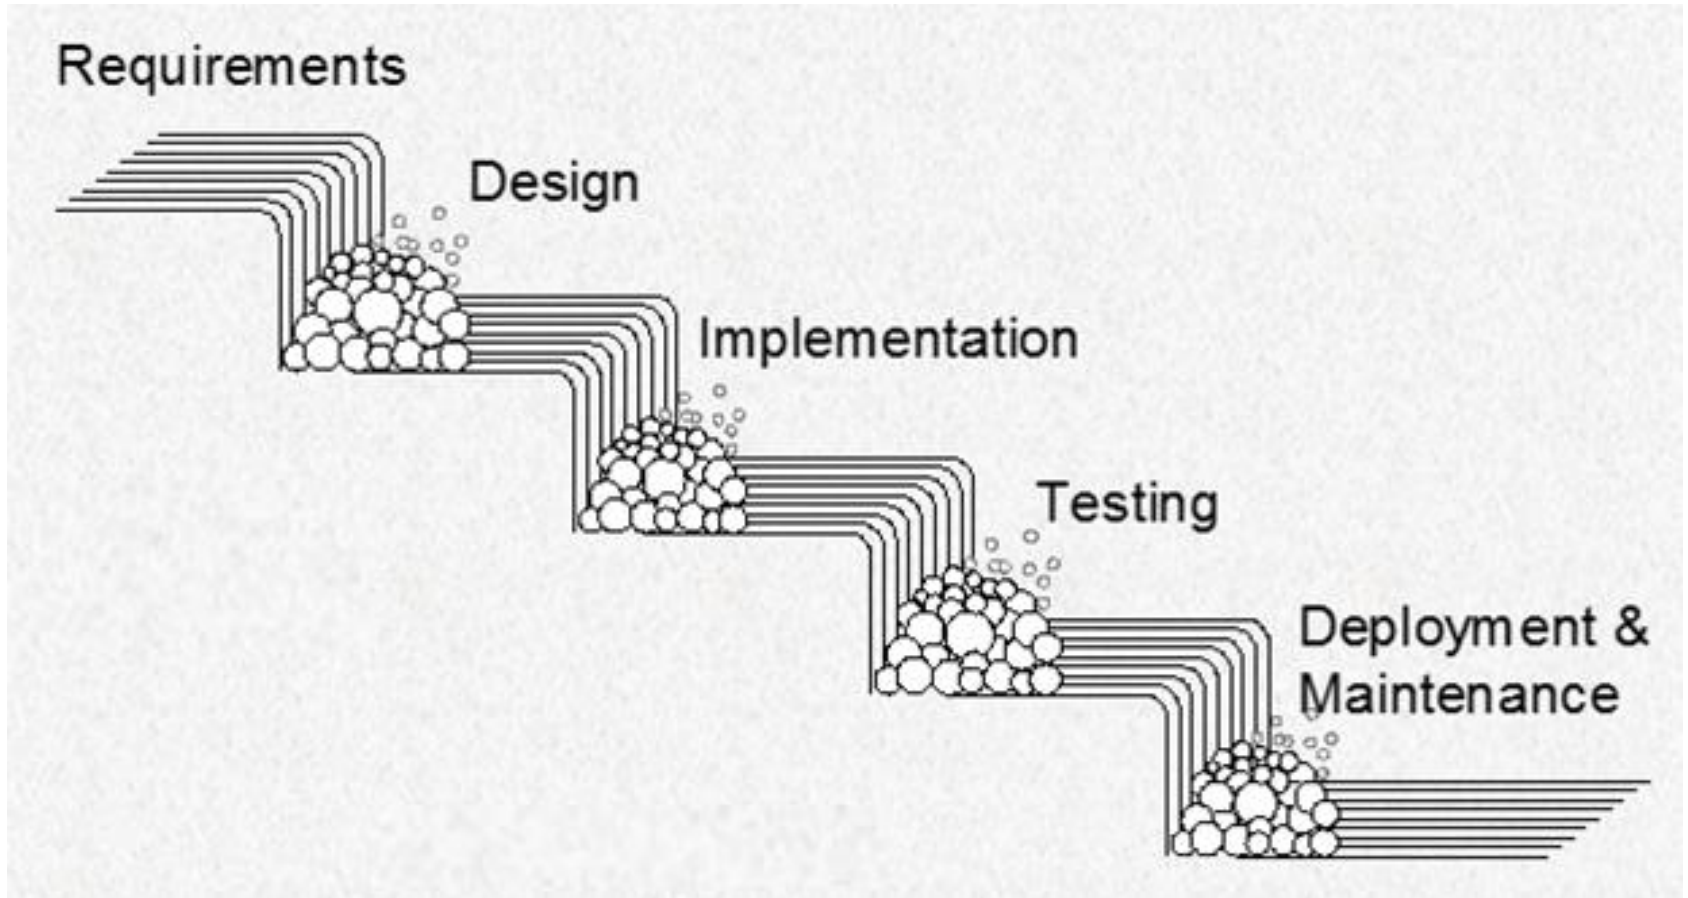 Requirements
Design
Implementation
Testing
Deployment &
Maintenance